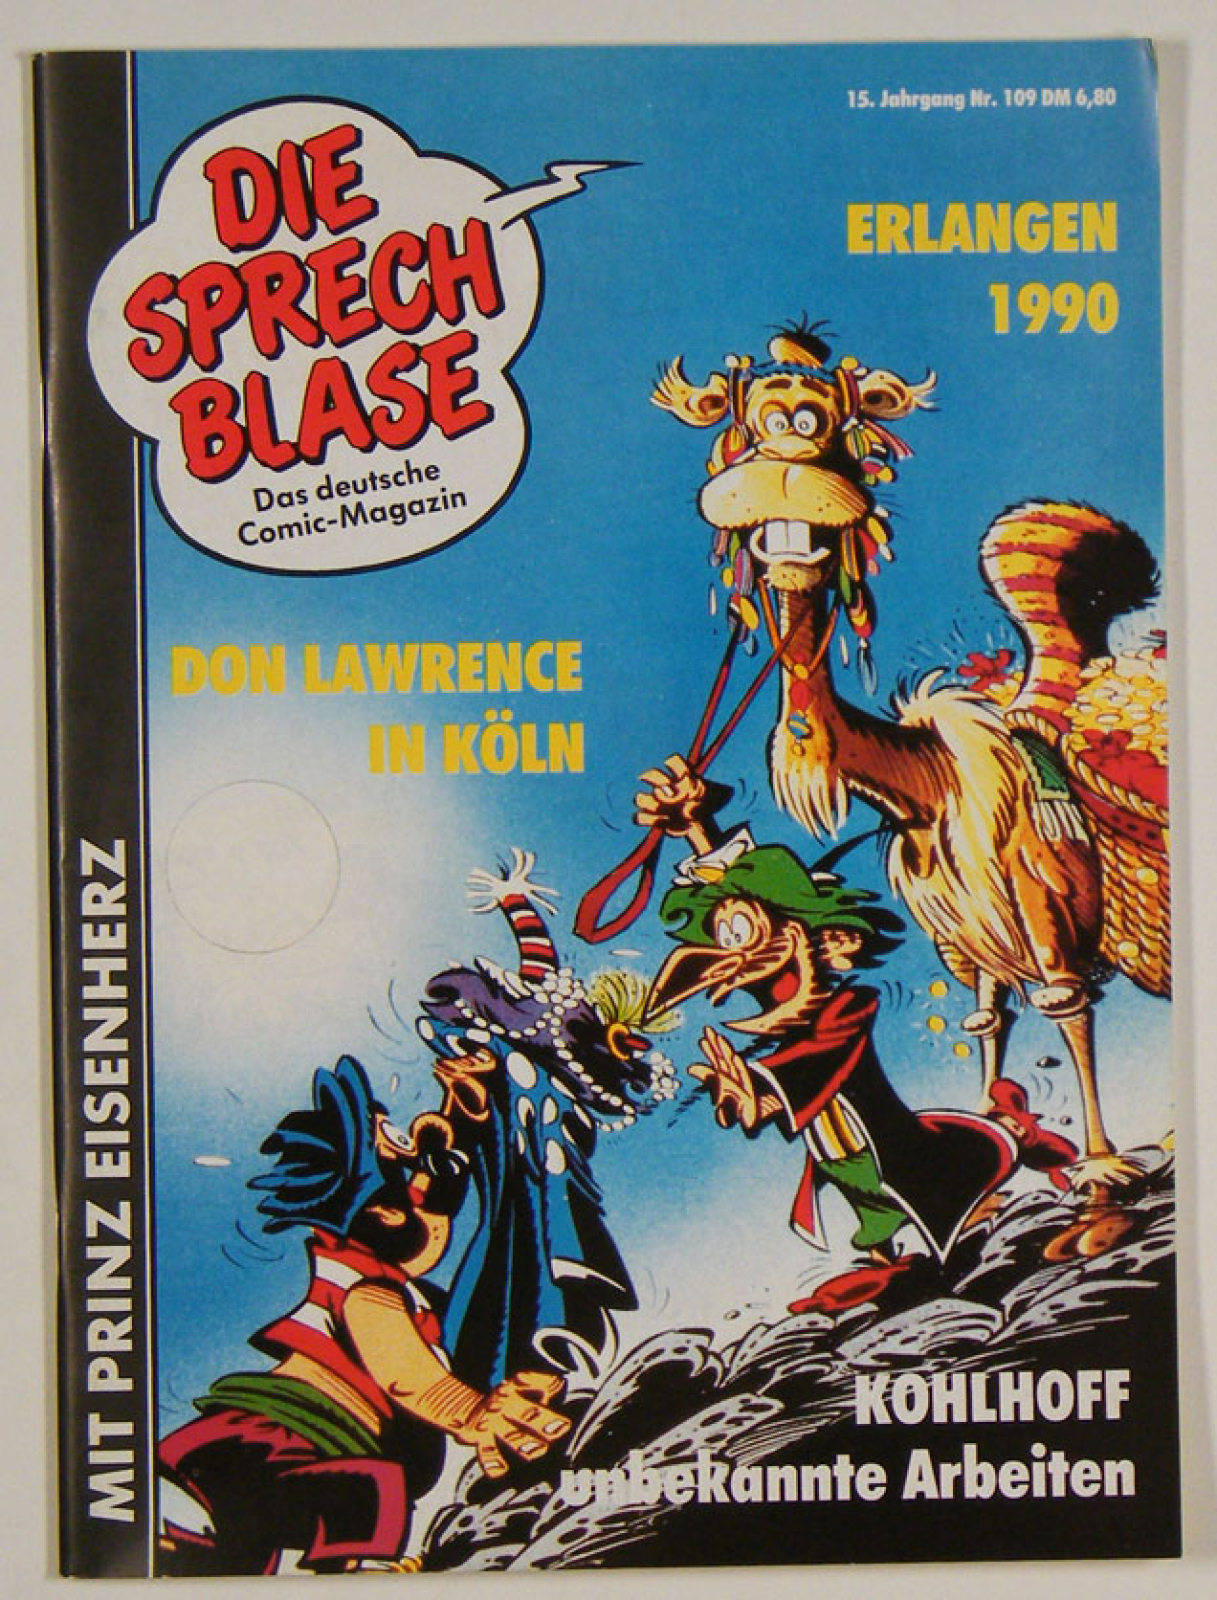 15. Jahrgang Nr. 109 DM 6,80
DIE
SPRECH
BLASE
Das deutsche
Comic-Magazin
ERLANGEN
1990
DON LAWRENCE
IN KÖLN
MIT PRINZ EISENHERZ
KOHLHOFF
unbekannte Arbeiten